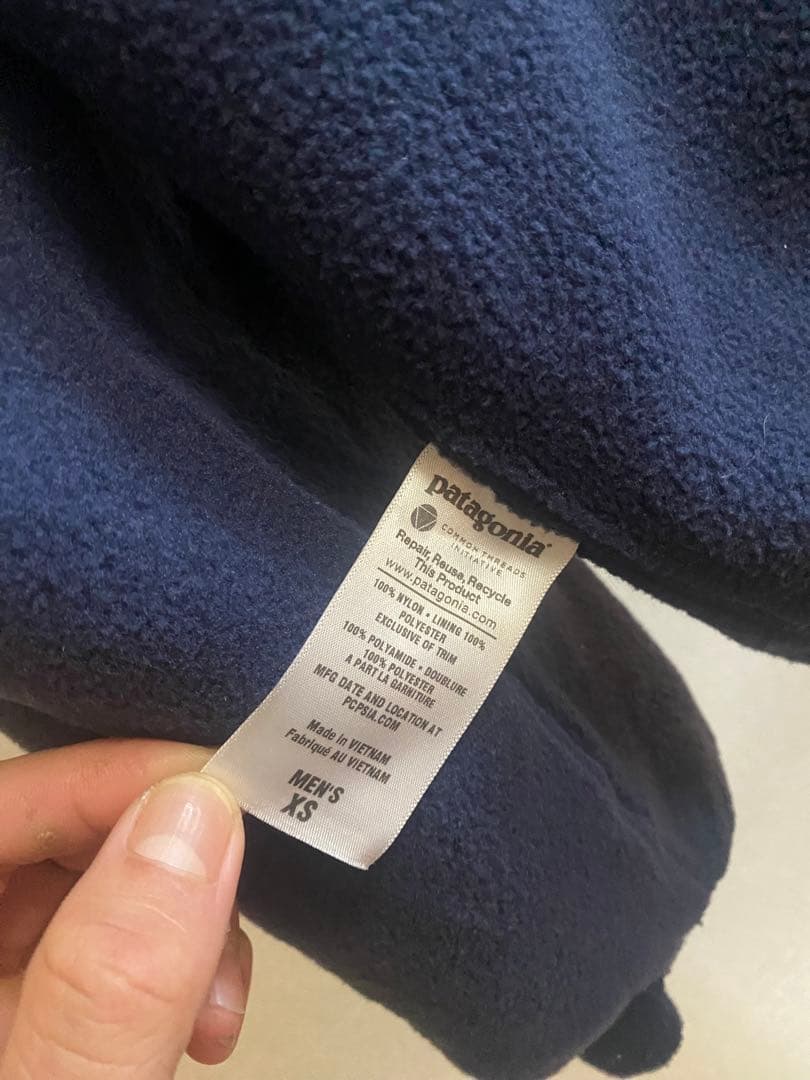 patagonia®
COMMON THREADS
INITIATIVE
Repair, Reuse, Recycle
This Product
www.patagonia.com
100% NYLON • LINING 100%
POLYESTER
EXCLUSIVE OF TRIM
100% POLYAMIDE • DOUBLURE
100% POLYESTER
A PART LA GARNITURE
MFG DATE AND LOCATION AT
PCPSIA.COM
Made in VIETNAM
Fabriqué AU VIETNAM
MEN'S
XS